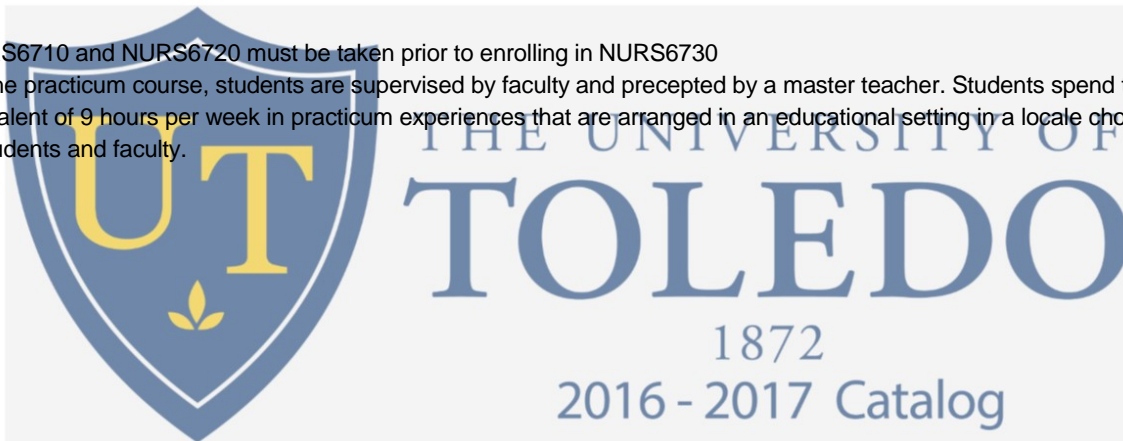 S6710 and NURS6720 must be taken prior to enrolling in NURS6730
ne practicum course, students are supervised by faculty and precepted by a master teacher. Students spend
alent of 9 hours per week in practicum experiences that are arranged in an educational setting in a locale cho
udents and faculty.
THE UNIVERSITY OF
UT
TOLEDO
1872
2016 - 2017 Catalog